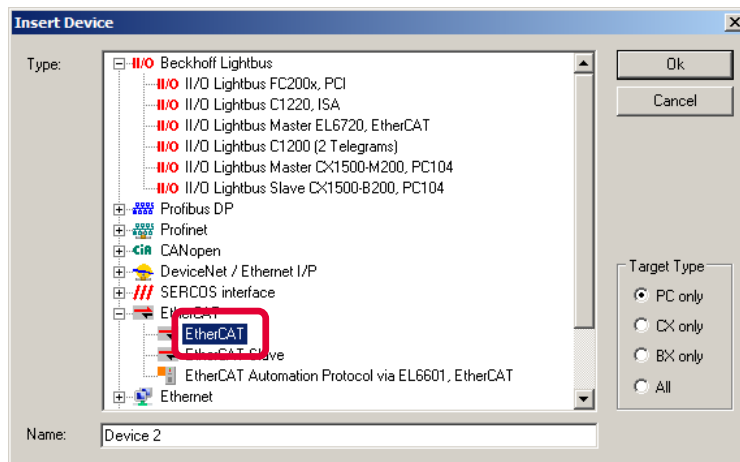 Insert Device
Type:
II/O Beckhoff Lightbus
II/O II/O Lightbus FC200x, PCI
II/O II/O Lightbus C1220, ISA
II/O II/O Lightbus Master EL6720, EtherCAT
II/O II/O Lightbus C1200 (2 Telegrams)
II/O II/O Lightbus Master CX1500-M200, PC104
II/O II/O Lightbus Slave CX1500-B200, PC104
Profibus DP
Profinet
CiA CANopen
DeviceNet / Ethernet I/P
SERCOS interface
EtherCAT
EtherCAT
EtherCAT Slave
EtherCAT Automation Protocol via EL6601, EtherCAT
Ethernet
Ok
Cancel
Target Type
PC only
CX only
BX only
All
Name:
Device 2